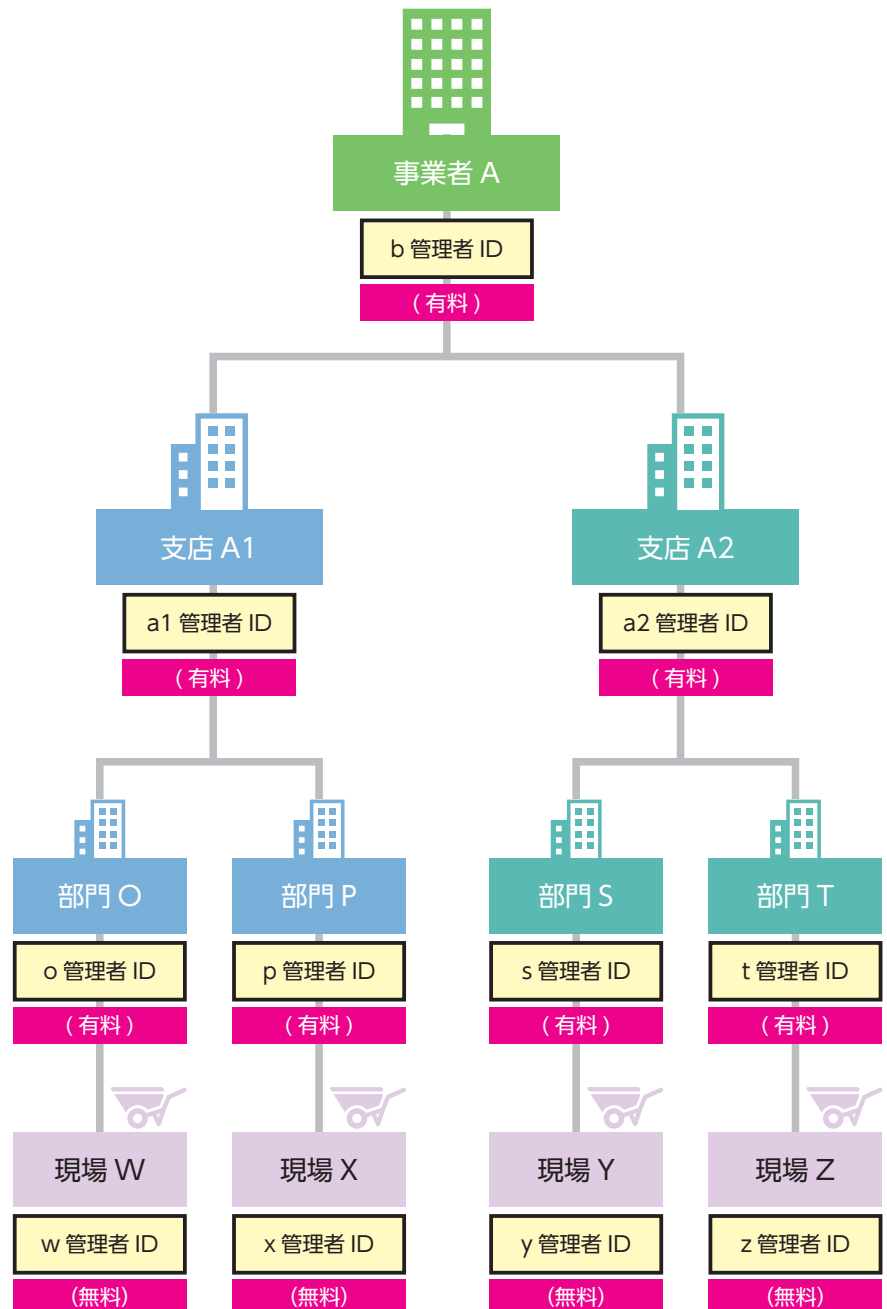 事業者 A
b 管理者 ID
( 有料 )
支店 A1
支店 A2
a1 管理者 ID
a2 管理者 ID
( 有料 )
( 有料 )
部門 O
部門 P
部門 S
部門 T
o 管理者 ID
p 管理者 ID
s 管理者 ID
t 管理者 ID
( 有料 )
( 有料 )
( 有料 )
( 有料 )
現場 W
現場 X
現場 Y
現場 Z
w 管理者 ID
x 管理者 ID
y 管理者 ID
z 管理者 ID
(無料)
(無料)
(無料)
(無料)